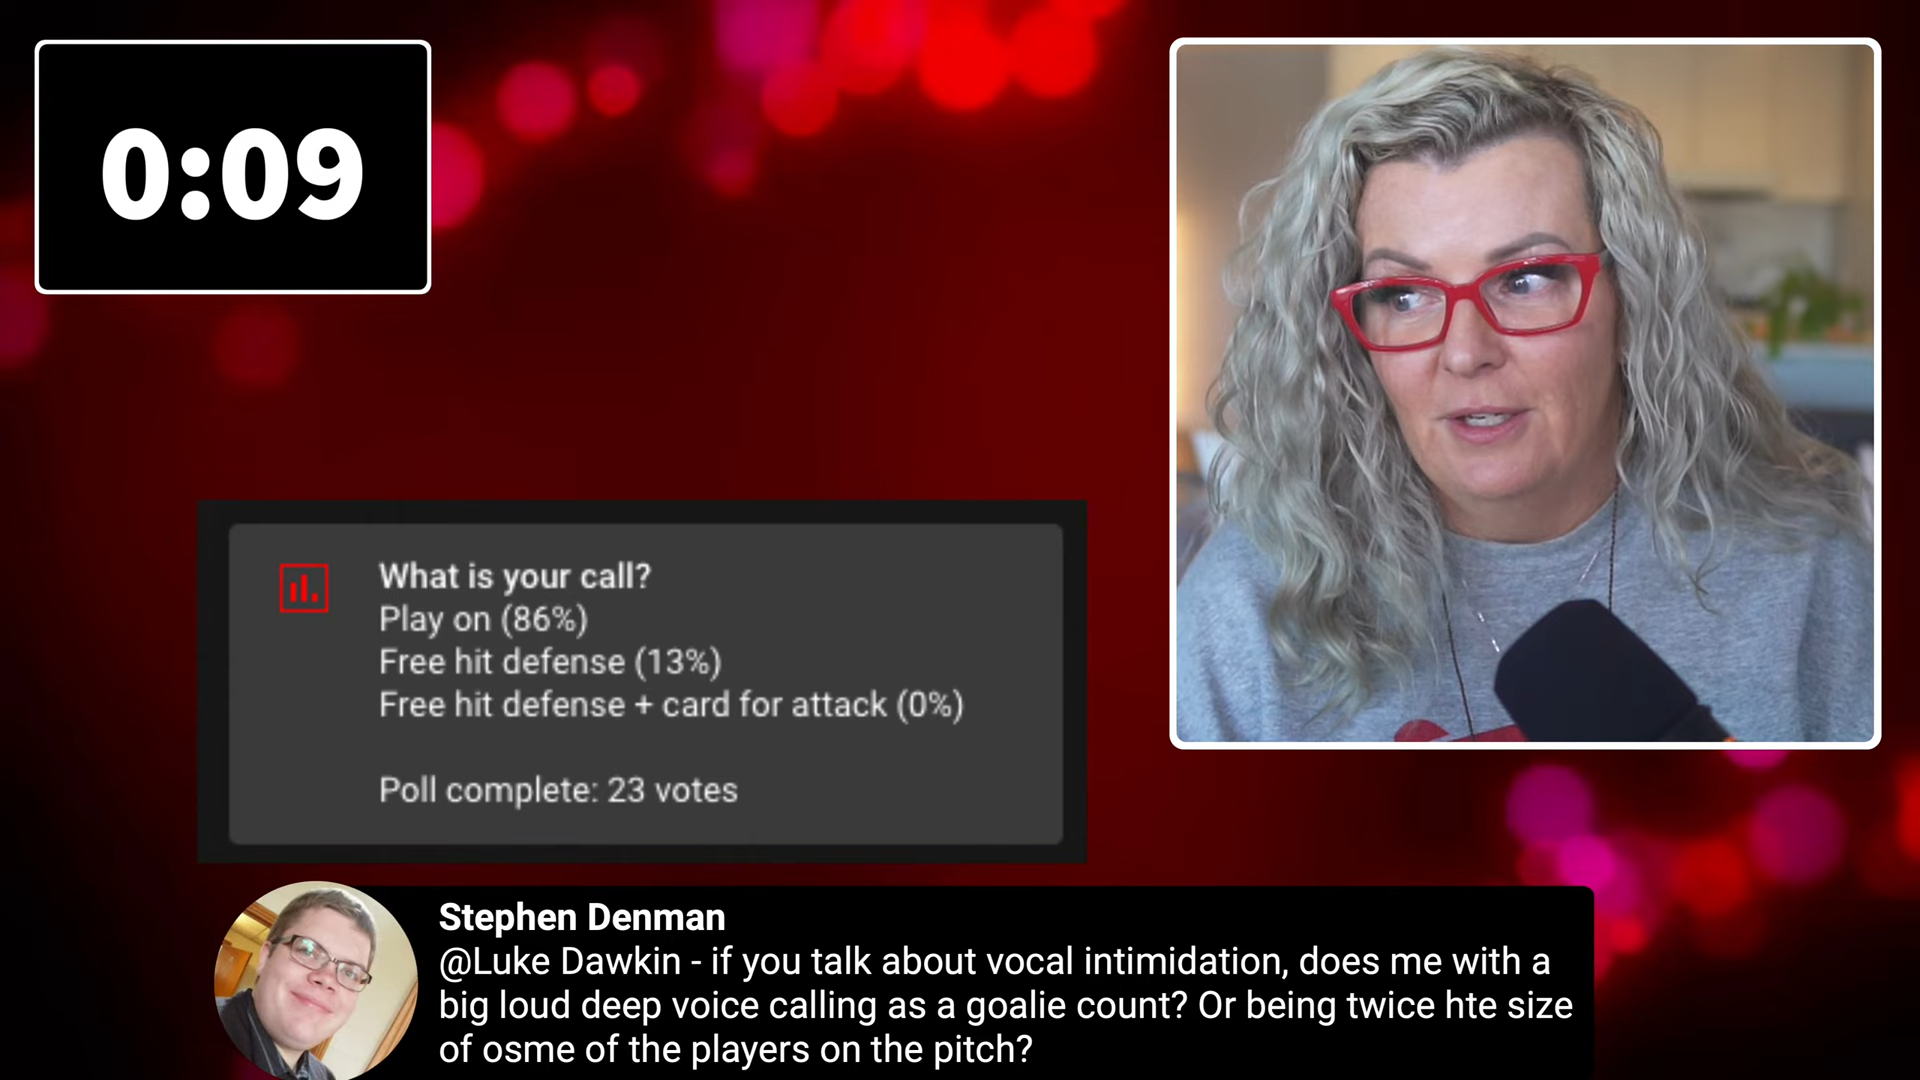 0:09
What is your call?
Play on (86%)
Free hit defense (13%)
Free hit defense + card for attack (0%)
Poll complete: 23 votes
Stephen Denman
@Luke Dawkin - if you talk about vocal intimidation, does me with a
big loud deep voice calling as a goalie count? Or being twice hte size
of osme of the players on the pitch?